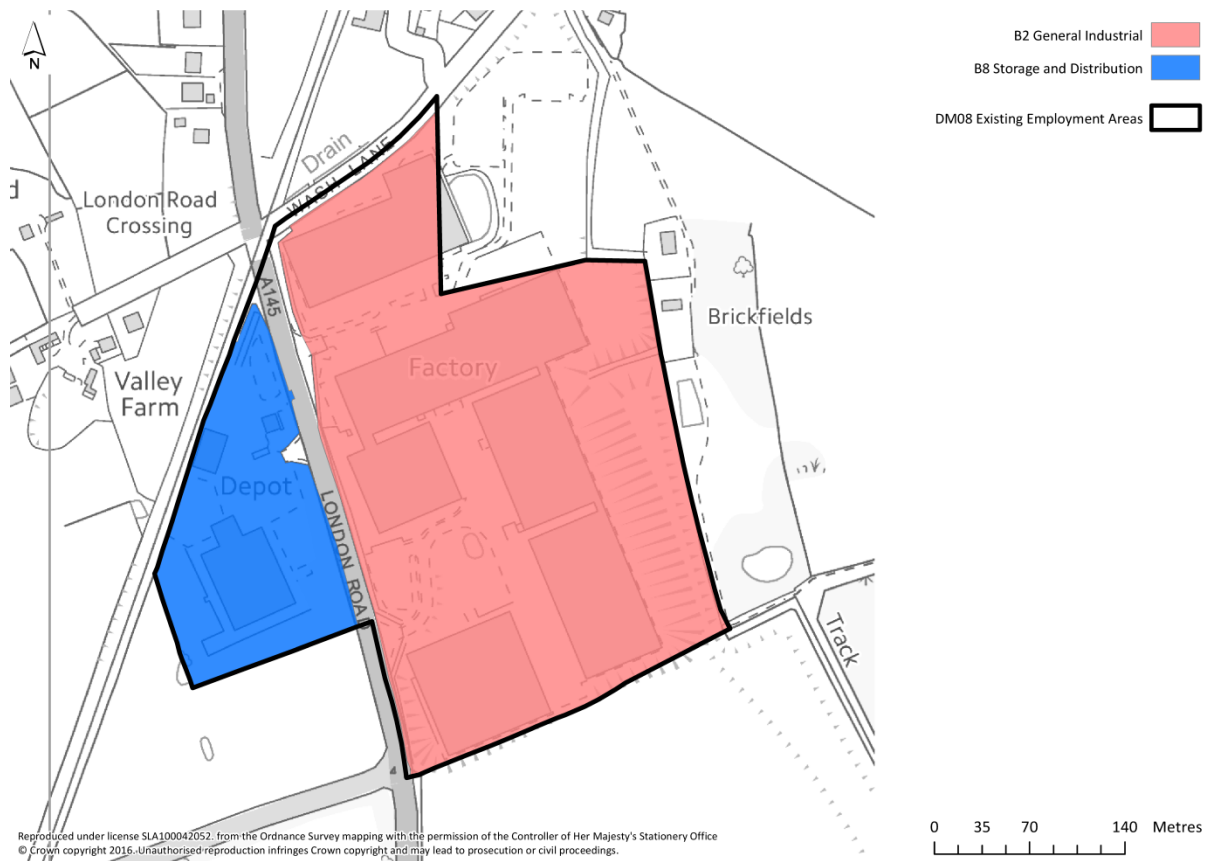 N
B2 General Industrial
B8 Storage and Distribution
DM08 Existing Employment Areas
Drain
WASH LANE
d
London Road
Crossing
A145
Brickfields
Factory
Valley
Farm
Depot
LONDON ROAD
Track
Reproduced under license SLA100042052. from the Ordnance Survey mapping with the permission of the Controller of Her Majesty's Stationery Office
© Crown copyright 2016. Unauthorised reproduction infringes Crown copyright and may lead to prosecution or civil proceedings.
0 35 70 140 Metres